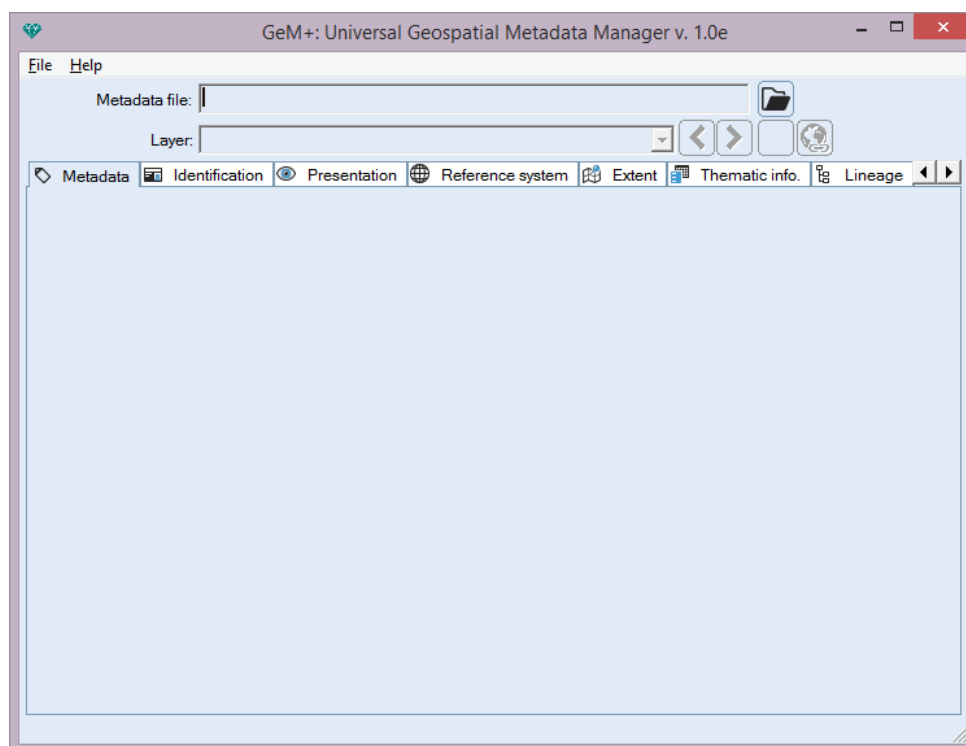 GeM+: Universal Geospatial Metadata Manager v. 1.0e
File Help
Metadata file:
Layer:
Metadata Identification Presentation Reference system Extent Thematic info. Lineage